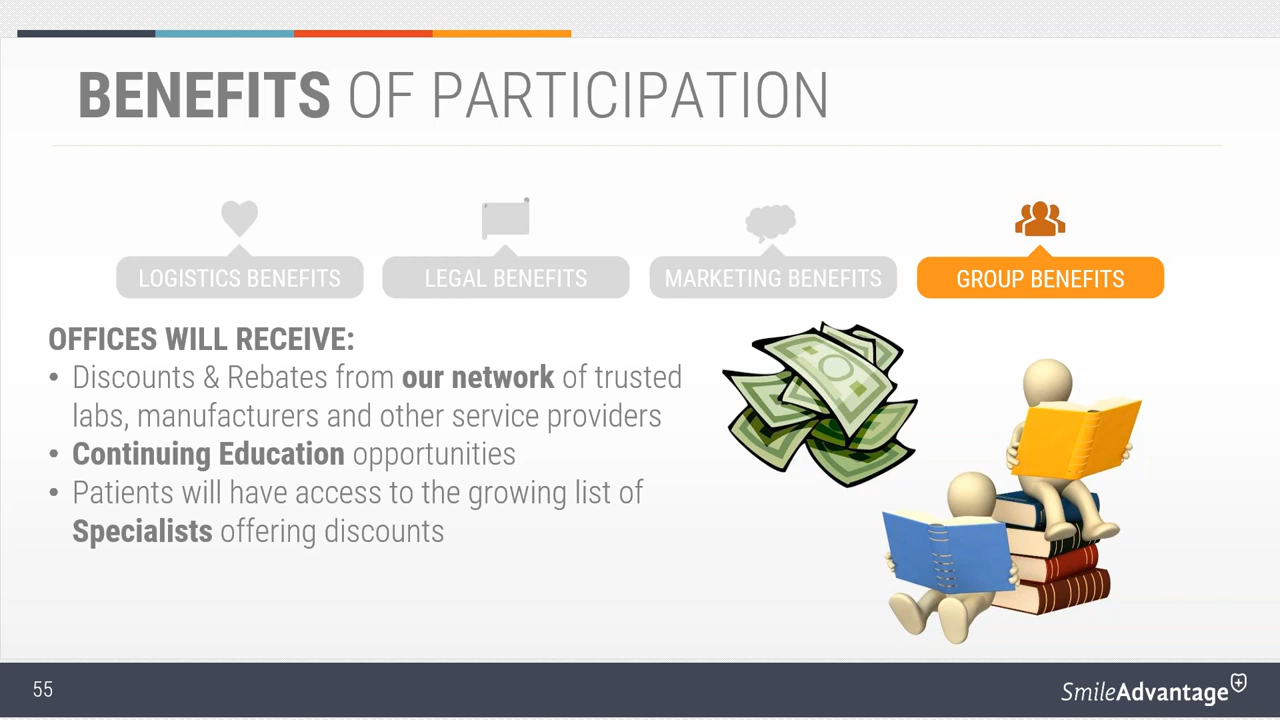 BENEFITS OF PARTICIPATION
LOGISTICS BENEFITS
LEGAL BENEFITS
MARKETING BENEFITS
GROUP BENEFITS
OFFICES WILL RECEIVE:
• Discounts & Rebates from our network of trusted
labs, manufacturers and other service providers
• Continuing Education opportunities
• Patients will have access to the growing list of
Specialists offering discounts
55
SmileAdvantage